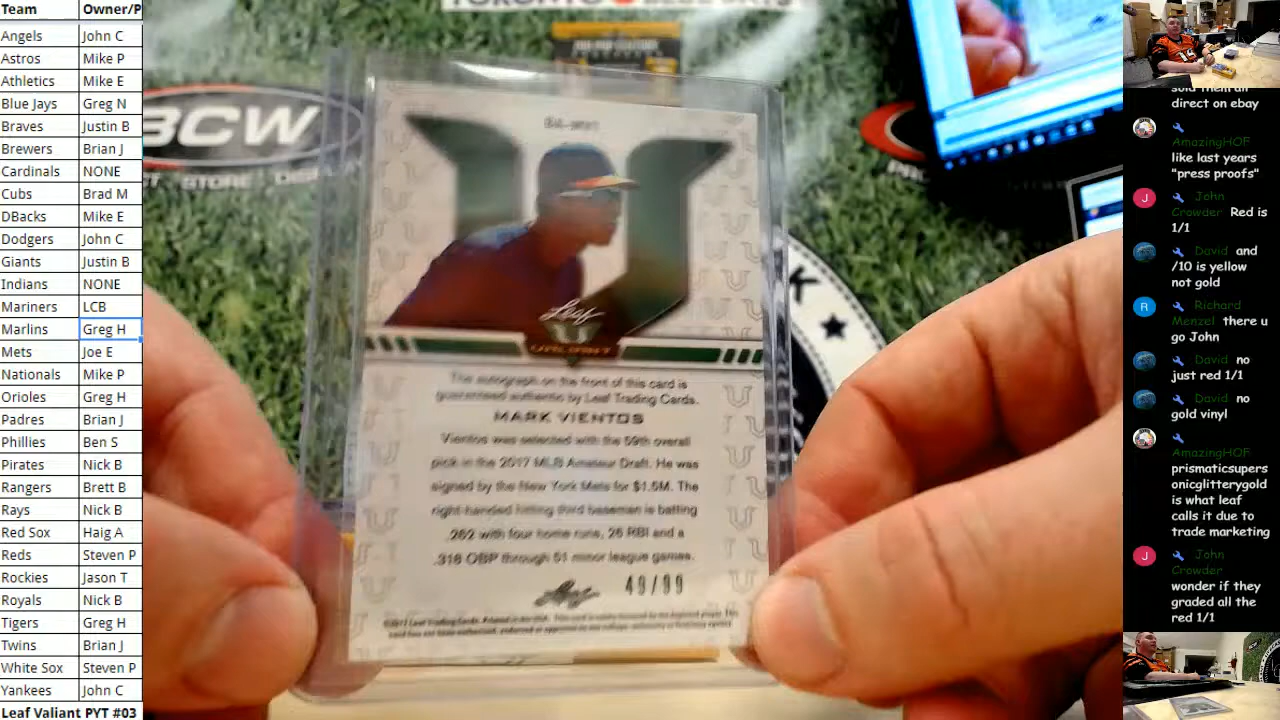 Team Owner/P
Angels John C
Astros Mike P
Athletics Mike E
Blue Jays Greg N
Braves Justin B
Brewers Brian J
Cardinals NONE
Cubs Brad M
DBacks Mike E
Dodgers John C
Giants Justin B
Indians NONE
Mariners LCB
Marlins Greg H
Mets Joe E
Nationals Mike P
Orioles Greg H
Padres Brian J
Phillies Ben S
Pirates Nick B
Rangers Brett B
Rays Nick B
Red Sox Haig A
Reds Steven P
Rockies Jason T
Royals Nick B
Tigers Greg H
Twins Brian J
White Sox Steven P
Yankees John C
Leaf Valiant PYT #03
BCW
Leaf
VALIANT
The autograph on the front of this card is
guaranteed authentic by Leaf Trading Cards.
MARK VIENTOS
Vientos was selected with the 59th overall
pick in the 2017 MLB Amateur Draft. He was
signed by the New York Mets for $1.5M. The
right-handed hitting third baseman is batting
.262 with four home runs, 26 RBI and a
.318 OBP through 51 minor league games.
Leaf
49/99
sold them all
direct on ebay
AmazingHOF
like last years
"press proofs"
John
Crowder Red is
1/1
David and
/10 is yellow
not gold
Richard
Menzel there u
go John
David no
just red 1/1
David no
gold vinyl
AmazingHOF
prismaticsupers
onicglitterygold
is what leaf
calls it due to
trade marketing
John
Crowder
wonder if they
graded all the
red 1/1